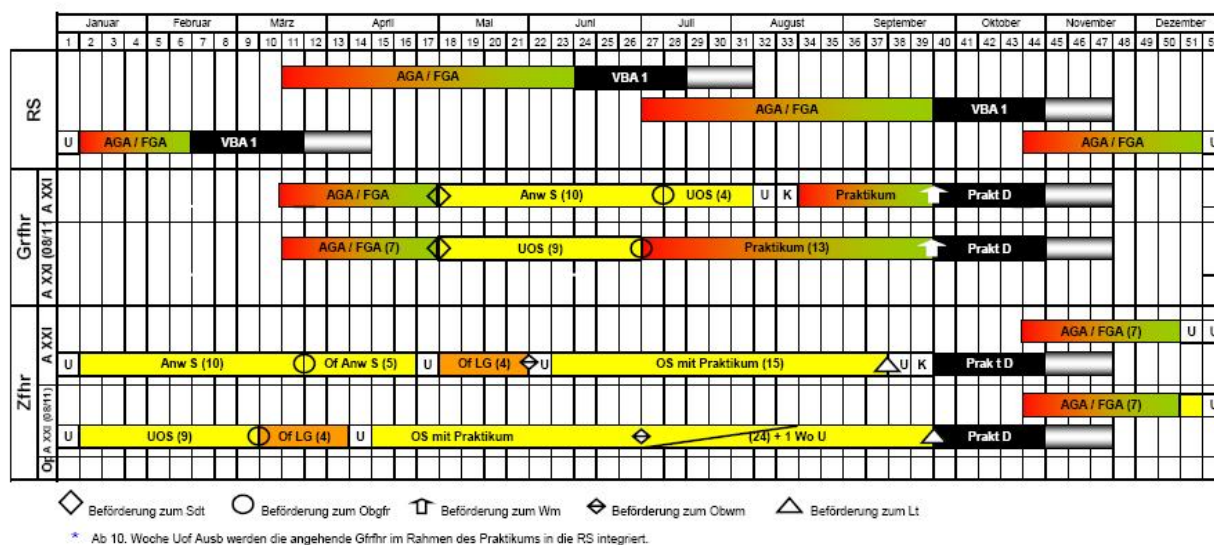 Januar Februar März April Mai Juni Juli August September Oktober November Dezember
1 2 3 4 5 6 7 8 9 10 11 12 13 14 15 16 17 18 19 20 21 22 23 24 25 26 27 28 29 30 31 32 33 34 35 36 37 38 39 40 41 42 43 44 45 46 47 48 49 50 51
RS
AGA / FGA VBA 1
AGA / FGA VBA 1
U AGA / FGA VBA 1 AGA / FGA
Grfhr
A XXI
AGA / FGA Anw S (10) UOS (4) U K Praktikum Prakt D
A XXI (08/11)
AGA / FGA (7) UOS (9) Praktikum (13) Prakt D
Zfhr
A XXI
AGA / FGA (7) U U
U Anw S (10) Of Anw S (5) U Of LG (4) U OS mit Praktikum (15) U K Prak t D
A XXI (08/11)
AGA / FGA (7) U
Op
U UOS (9) Of LG (4) U OS mit Praktikum (24) + 1 Wo U Prakt D
Beförderung zum Sdt Beförderung zum Obgfr Beförderung zum Wm Beförderung zum Obwm Beförderung zum Lt
* Ab 10. Woche Uof Ausb werden die angehende Gfrfhr im Rahmen des Praktikums in die RS integriert.